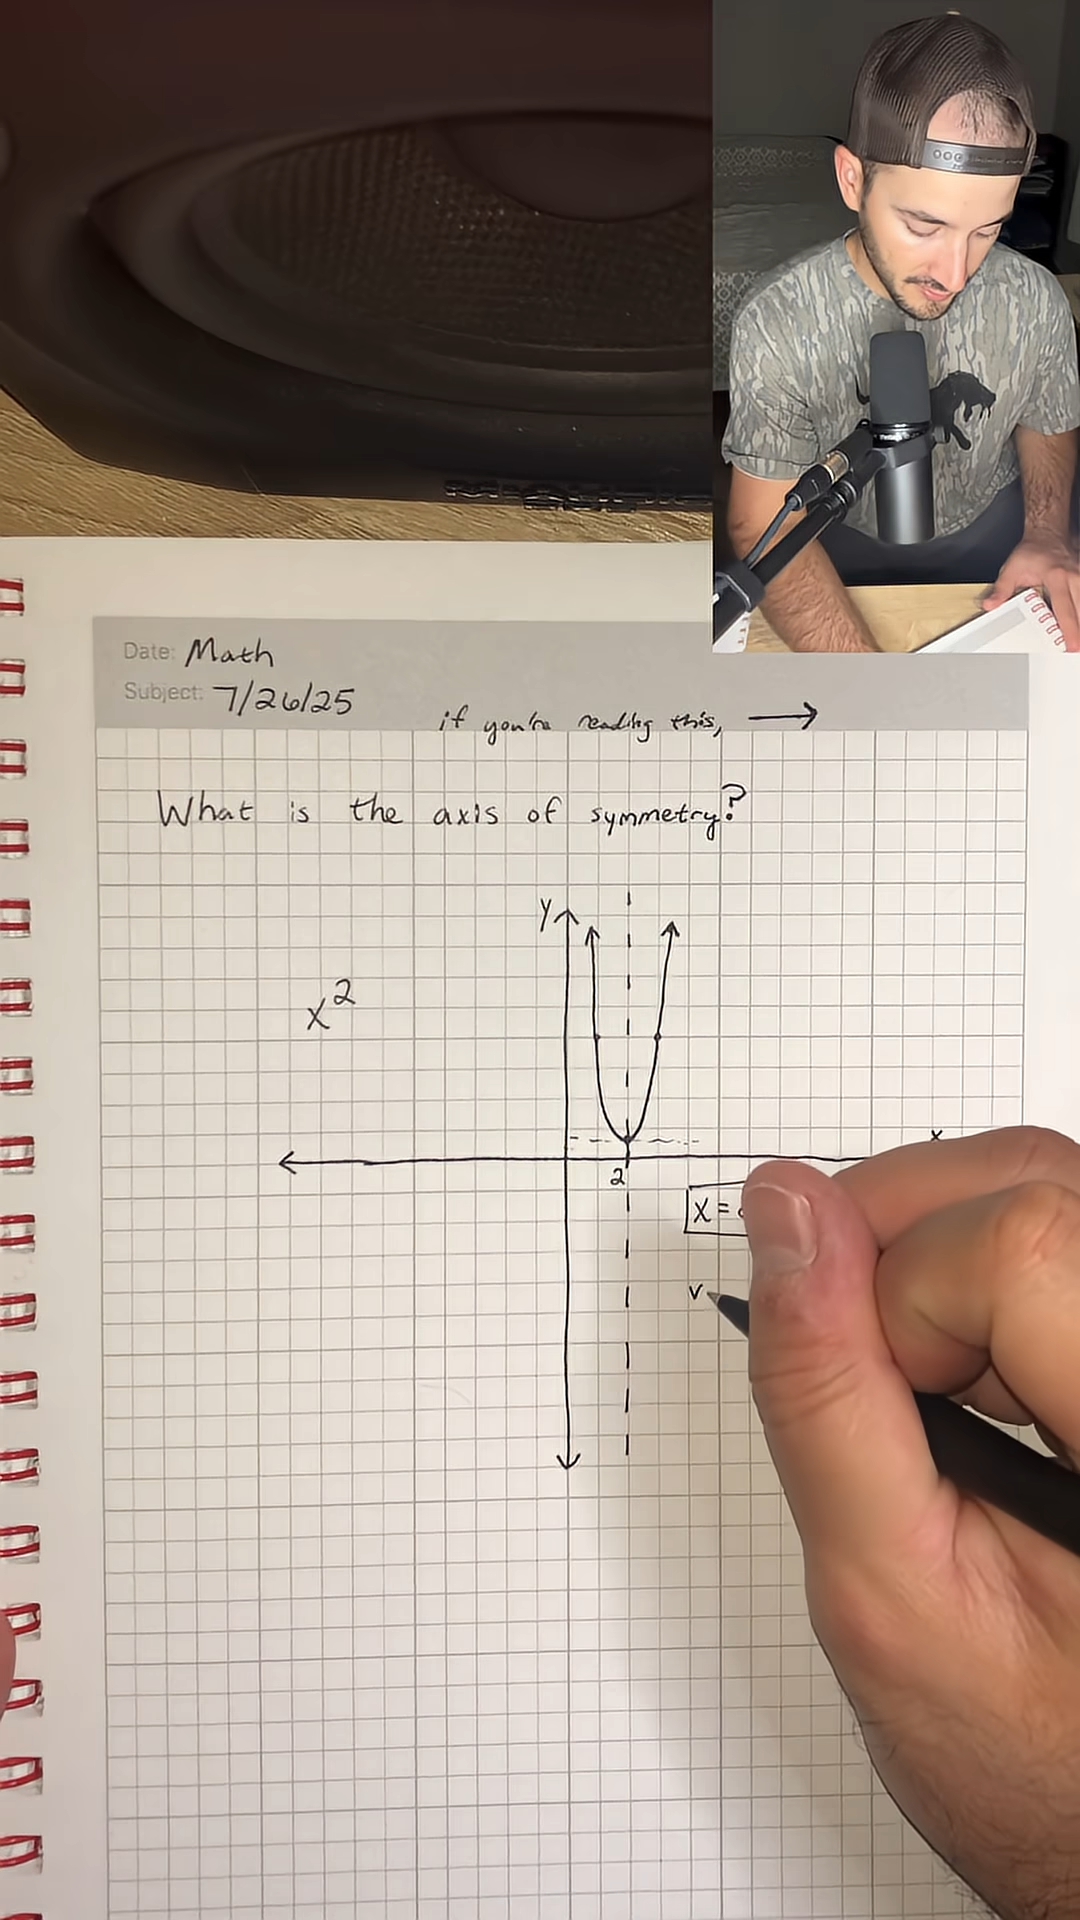 Date: Math
Subject: 7/26/25
if you're reading this, →
What is the axis of symmetry?
y
x²
x
2
x =
v